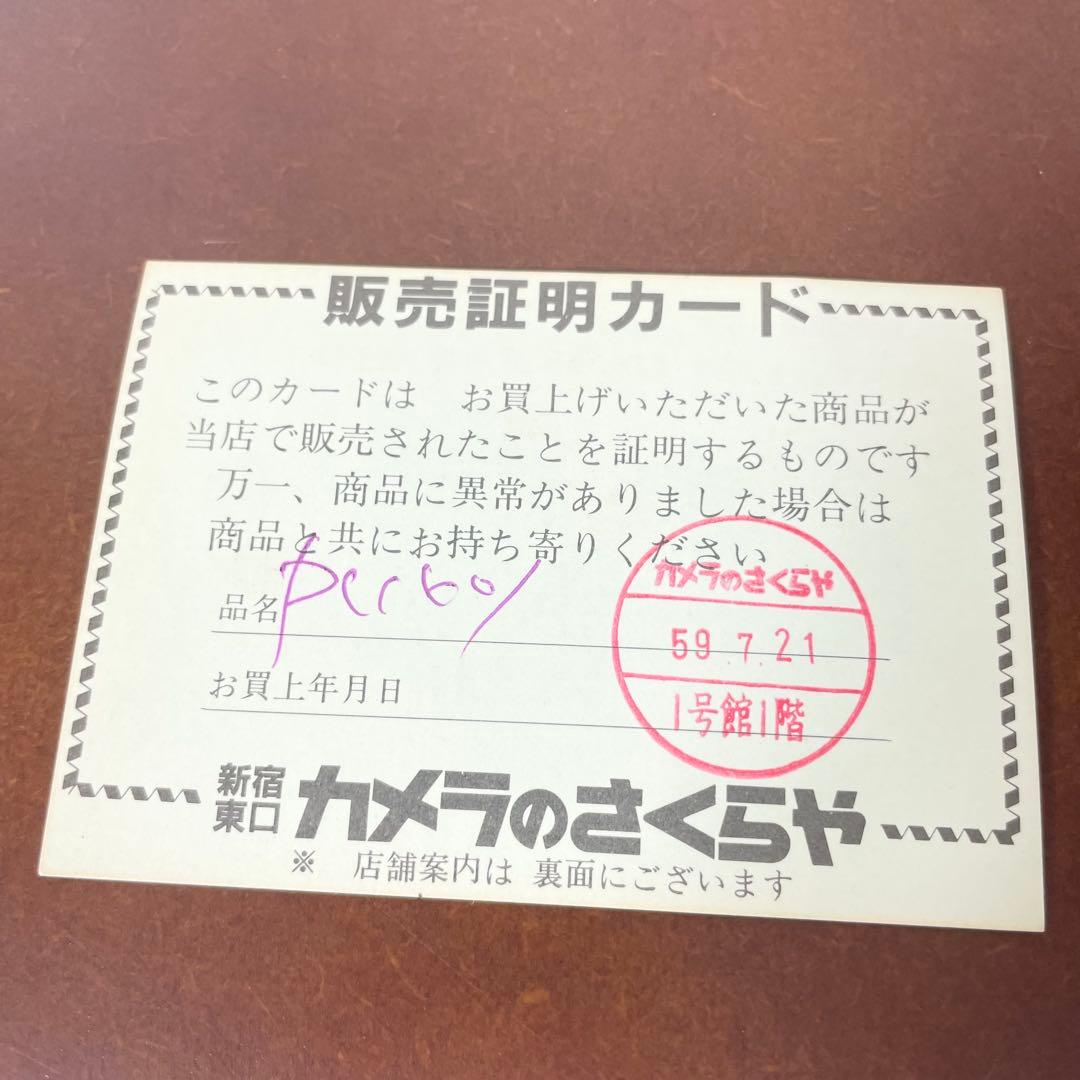 販売証明カード
このカードは お買上げいただいた商品が
当店で販売されたことを証明するものです
万一、商品に異常がありました場合は
商品と共にお持ち寄りください
品名
お買上年月日
カメラのさくらや
59.7.21
1号館1階
新宿東口 カメラのさくらや
※ 店舗案内は 裏面にございます